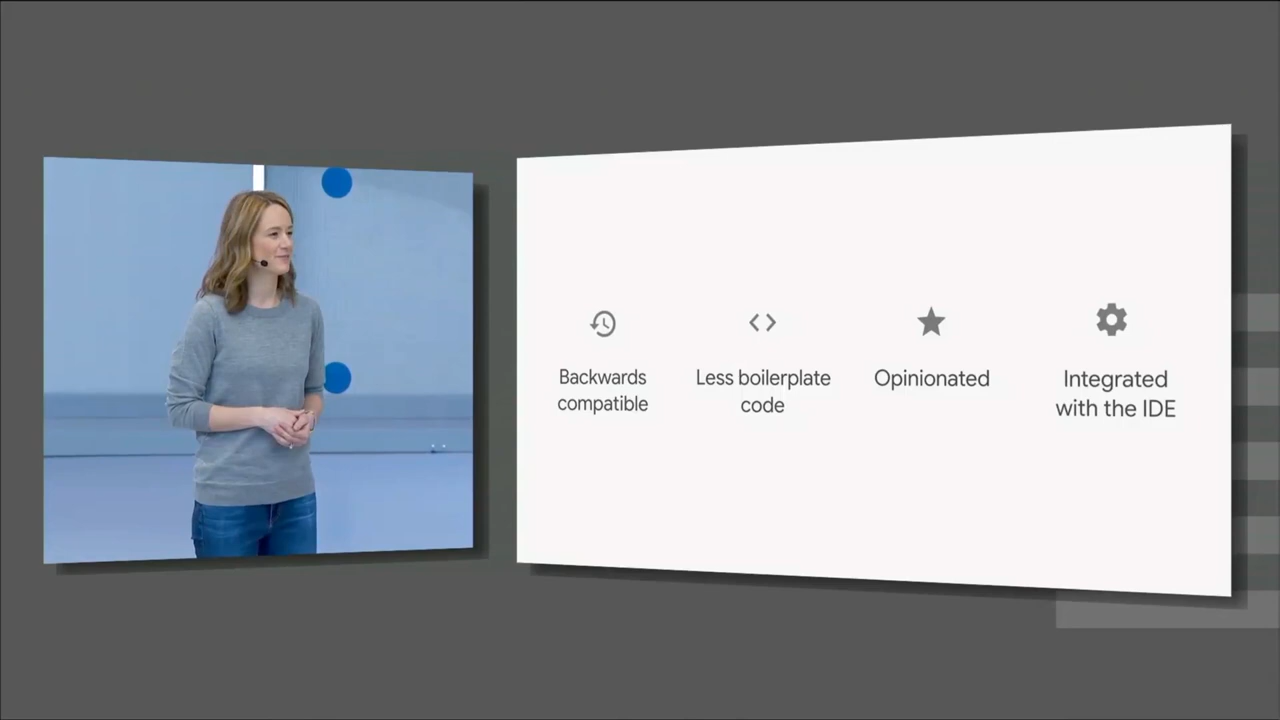 Backwards
compatible
Less boilerplate
code
Opinionated
Integrated
with the IDE